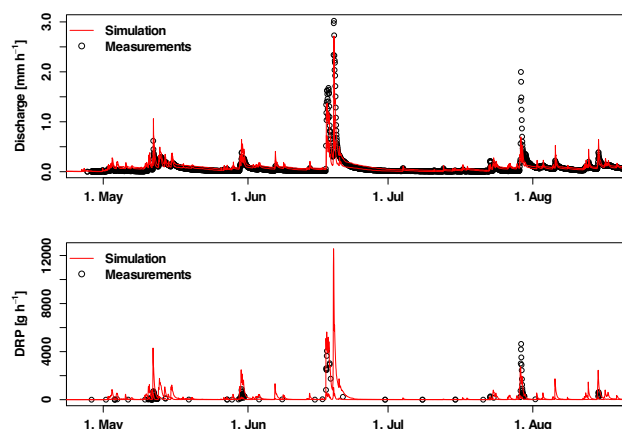 3.0
2.0
1.0
0.0
Discharge [mm h⁻¹]
Simulation
Measurements
1. May
1. Jun
1. Jul
1. Aug
12000
8000
4000
0
DRP [g h⁻¹]
Simulation
Measurements
1. May
1. Jun
1. Jul
1. Aug